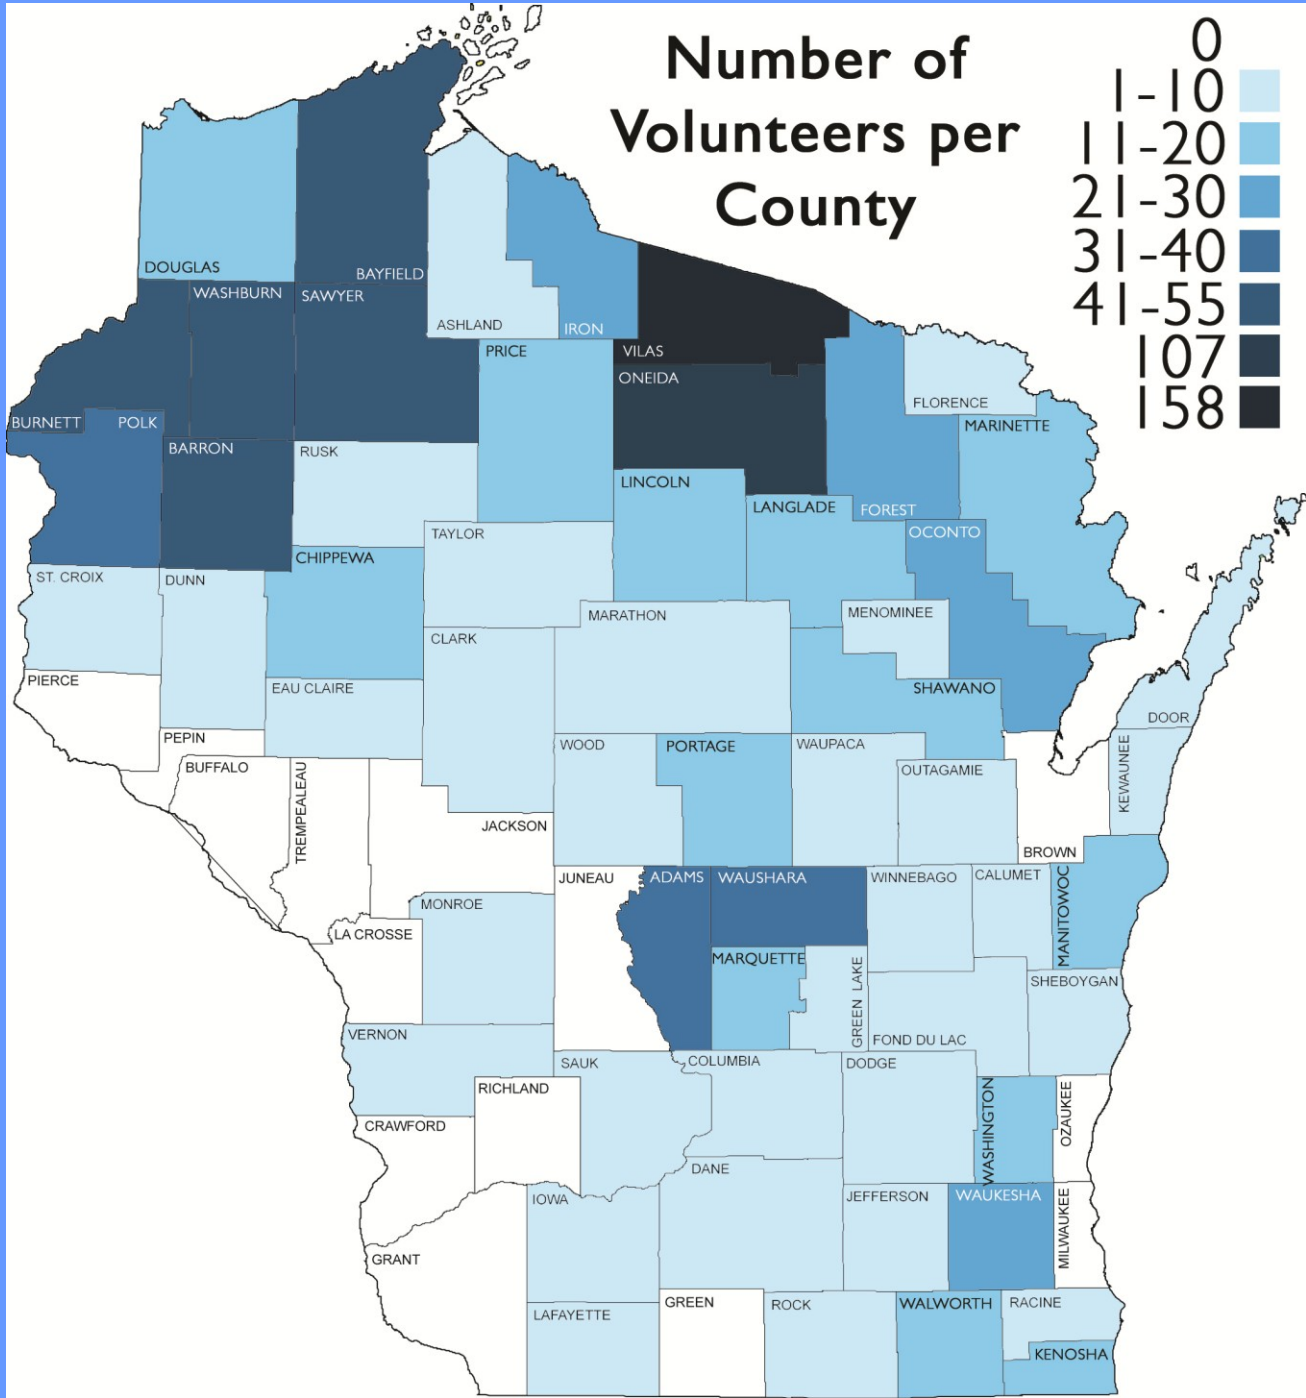 Number of
Volunteers per
County
0
1-10
11-20
21-30
31-40
41-55
107
158
DOUGLAS
BAYFIELD
WASHBURN
SAWYER
ASHLAND
IRON
VILAS
PRICE
ONEIDA
FLORENCE
BURNETT
POLK
MARINETTE
BARRON
RUSK
LINCOLN
LANGLADE
FOREST
OCONTO
TAYLOR
CHIPPEWA
ST. CROIX
DUNN
MARATHON
MENOMINEE
CLARK
PIERCE
EAU CLAIRE
SHAWANO
DOOR
PEPIN
WOOD
PORTAGE
WAUPACA
KEWAUNEE
BUFFALO
TREMPEALEAU
OUTAGAMIE
JACKSON
BROWN
JUNEAU
ADAMS
WAUSHARA
WINNEBAGO
CALUMET
MANITOWOC
MONROE
LA CROSSE
MARQUETTE
GREEN LAKE
SHEBOYGAN
VERNON
FOND DU LAC
SAUK
COLUMBIA
DODGE
RICHLAND
WASHINGTON
OZAUKEE
CRAWFORD
DANE
IOWA
JEFFERSON
WAUKESHA
MILWAUKEE
GRANT
LAFAYETTE
GREEN
ROCK
WALWORTH
RACINE
KENOSHA